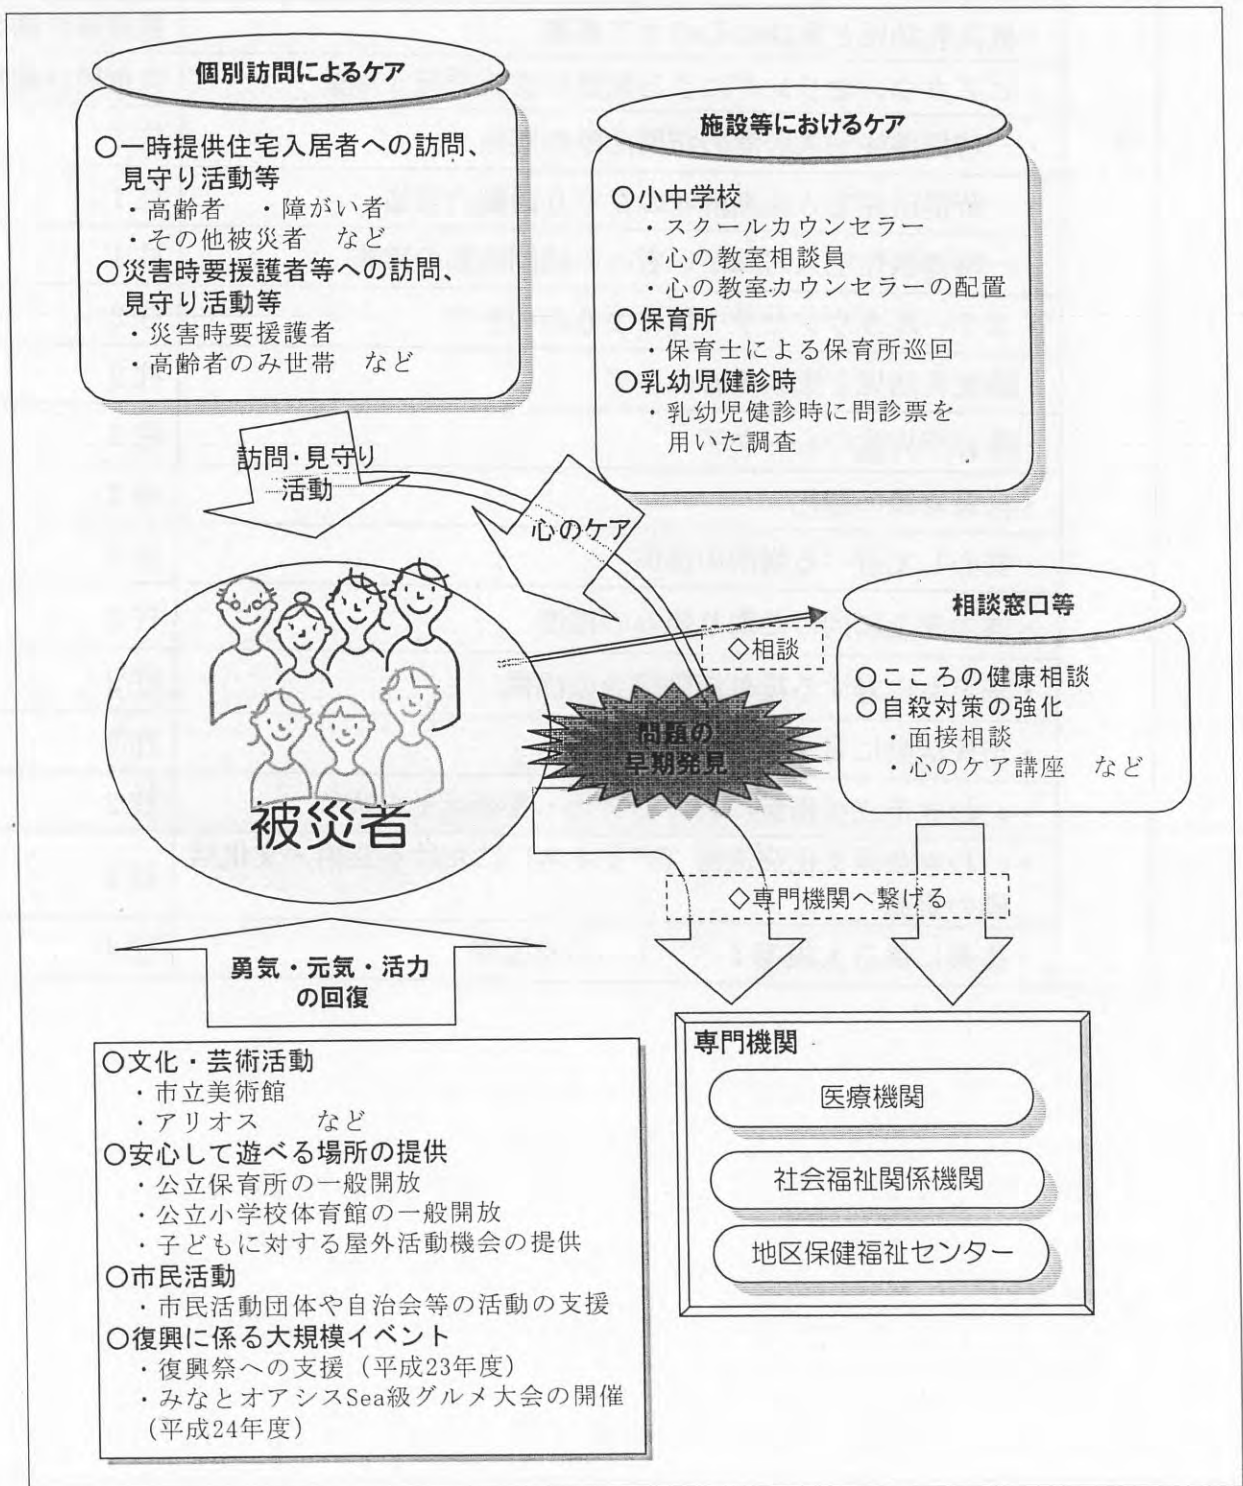 個別訪問によるケア
〇一時提供住宅入居者への訪問、
見守り活動等
・高齢者　・障がい者
・その他被災者　など
〇災害時要援護者等への訪問、
見守り活動等
・災害時要援護者
・高齢者のみ世帯　など
施設等におけるケア
〇小中学校
・スクールカウンセラー
・心の教室相談員
・心の教室カウンセラーの配置
〇保育所
・保育士による保育所巡回
〇乳幼児健診時
・乳幼児健診時に問診票を
用いた調査
訪問・見守り
活動
心のケア
相談窓口等
◇相談
〇こころの健康相談
〇自殺対策の強化
・面接相談
・心のケア講座　など
問題の
早期発見
被災者
◇専門機関へ繋げる
勇気・元気・活力
の回復
〇文化・芸術活動
・市立美術館
・アリオス　　など
〇安心して遊べる場所の提供
・公立保育所の一般開放
・公立小学校体育館の一般開放
・子どもに対する屋外活動機会の提供
〇市民活動
・市民活動団体や自治会等の活動の支援
〇復興に係る大規模イベント
・復興祭への支援（平成23年度）
・みなとオアシスSea級グルメ大会の開催
（平成24年度）
専門機関
医療機関
社会福祉関係機関
地区保健福祉センター